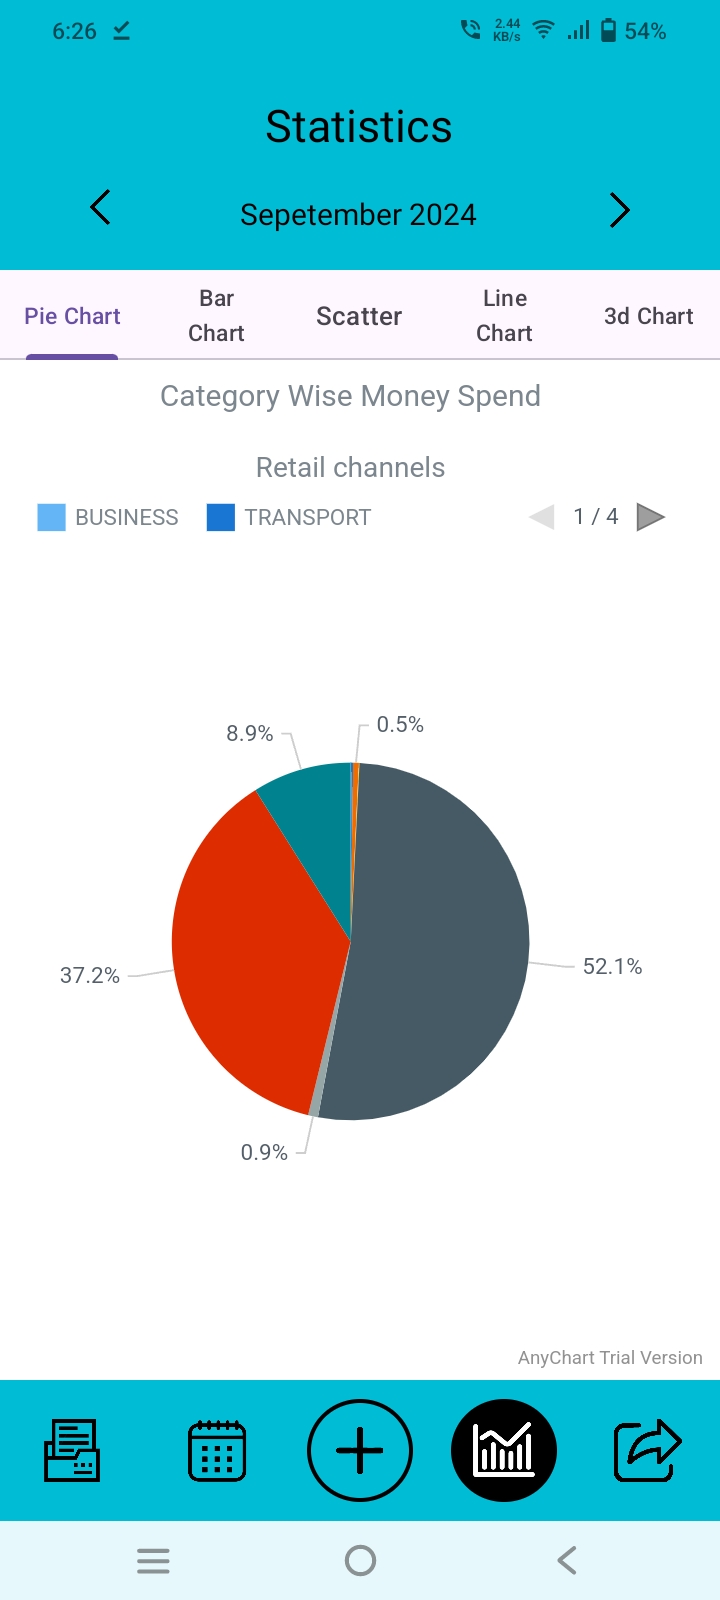 6:26
2.44
KB/s
54%
Statistics
Sepetember 2024
Pie Chart
Bar
Chart
Scatter
Line
Chart
3d Chart
Category Wise Money Spend
Retail channels
BUSINESS TRANSPORT 1 / 4
8.9% 0.5%
37.2% 52.1%
0.9%
AnyChart Trial Version